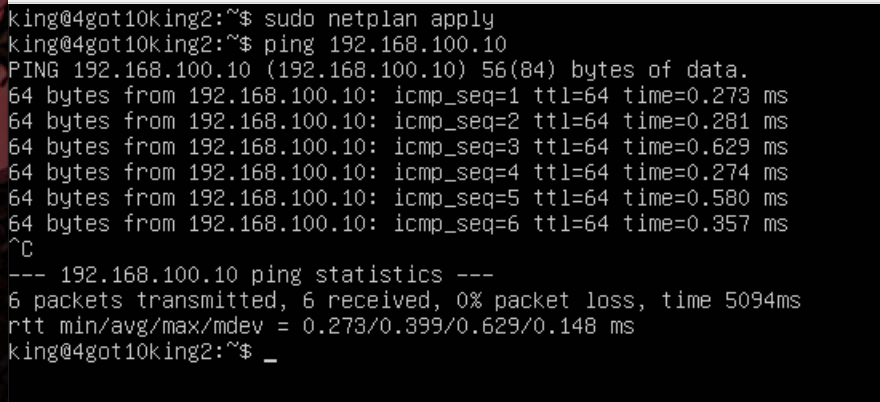 king@4got10king2:~$ sudo netplan apply
king@4got10king2:~$ ping 192.168.100.10
PING 192.168.100.10 (192.168.100.10) 56(84) bytes of data.
64 bytes from 192.168.100.10: icmp_seq=1 ttl=64 time=0.273 ms
64 bytes from 192.168.100.10: icmp_seq=2 ttl=64 time=0.281 ms
64 bytes from 192.168.100.10: icmp_seq=3 ttl=64 time=0.629 ms
64 bytes from 192.168.100.10: icmp_seq=4 ttl=64 time=0.274 ms
64 bytes from 192.168.100.10: icmp_seq=5 ttl=64 time=0.580 ms
64 bytes from 192.168.100.10: icmp_seq=6 ttl=64 time=0.357 ms
^C
--- 192.168.100.10 ping statistics ---
6 packets transmitted, 6 received, 0% packet loss, time 5094ms
rtt min/avg/max/mdev = 0.273/0.399/0.629/0.148 ms
king@4got10king2:~$ _